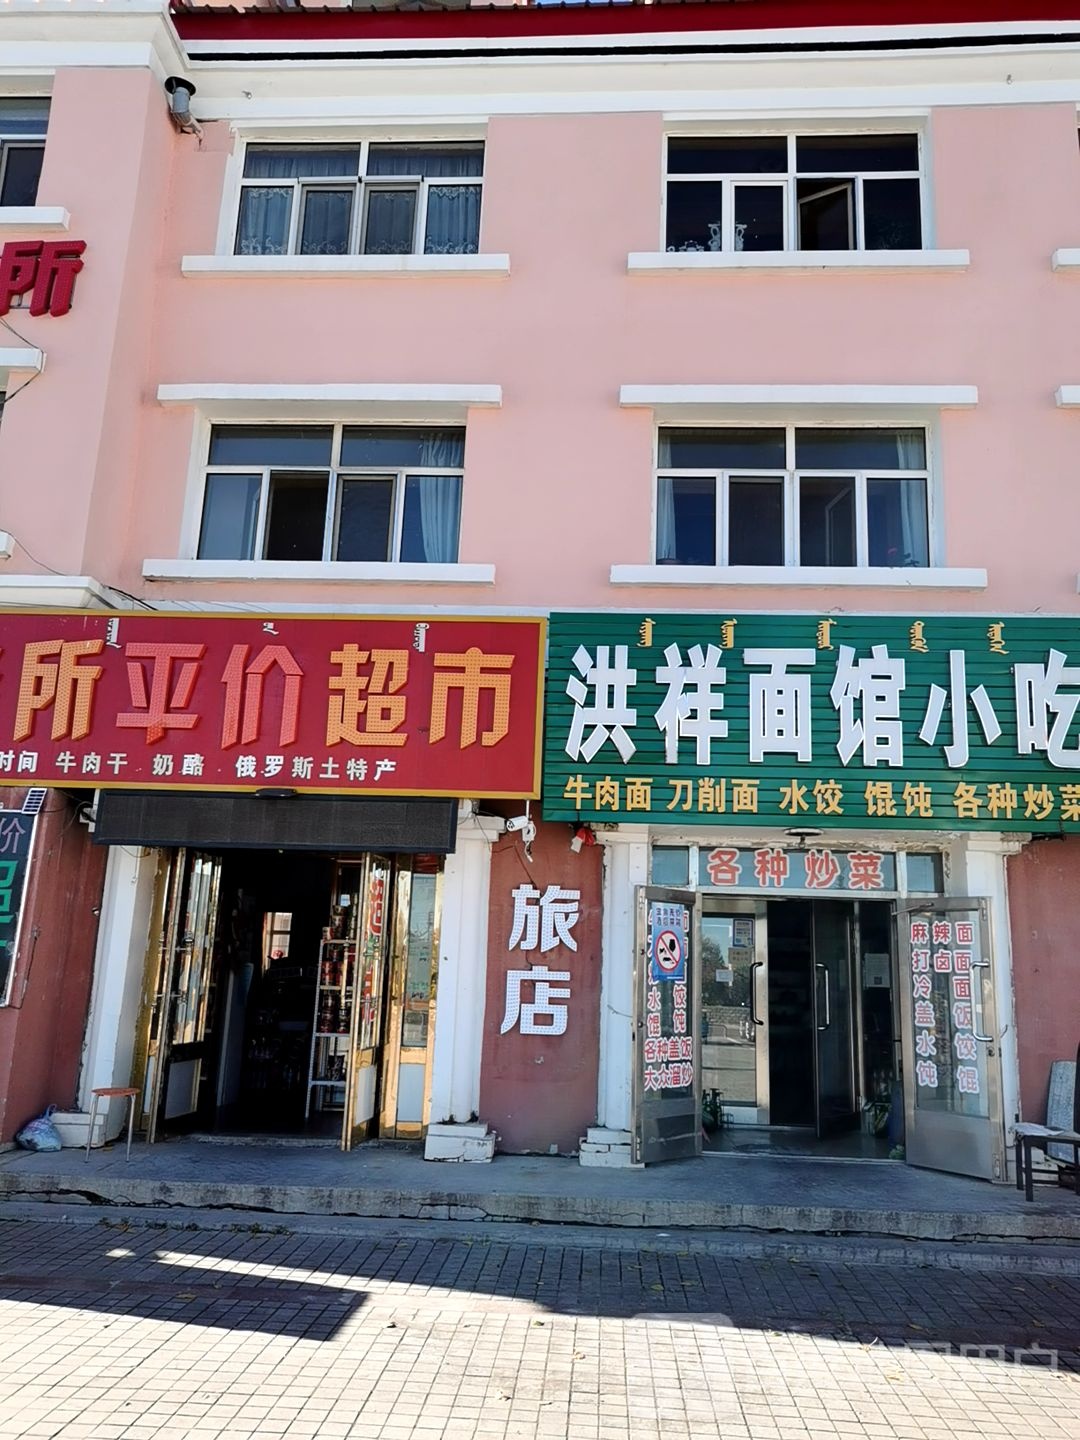 所
所平价超市
时间 牛肉干 奶酪 俄罗斯土特产
洪祥面馆小吃
牛肉面 刀削面 水饺 馄饨 各种炒菜
价
超
各种炒菜
旅店
水饺
馄饨
各种盖饭
大众溜炒
麻辣面
打卤面
冷面
盖饭
水饺
馄饨